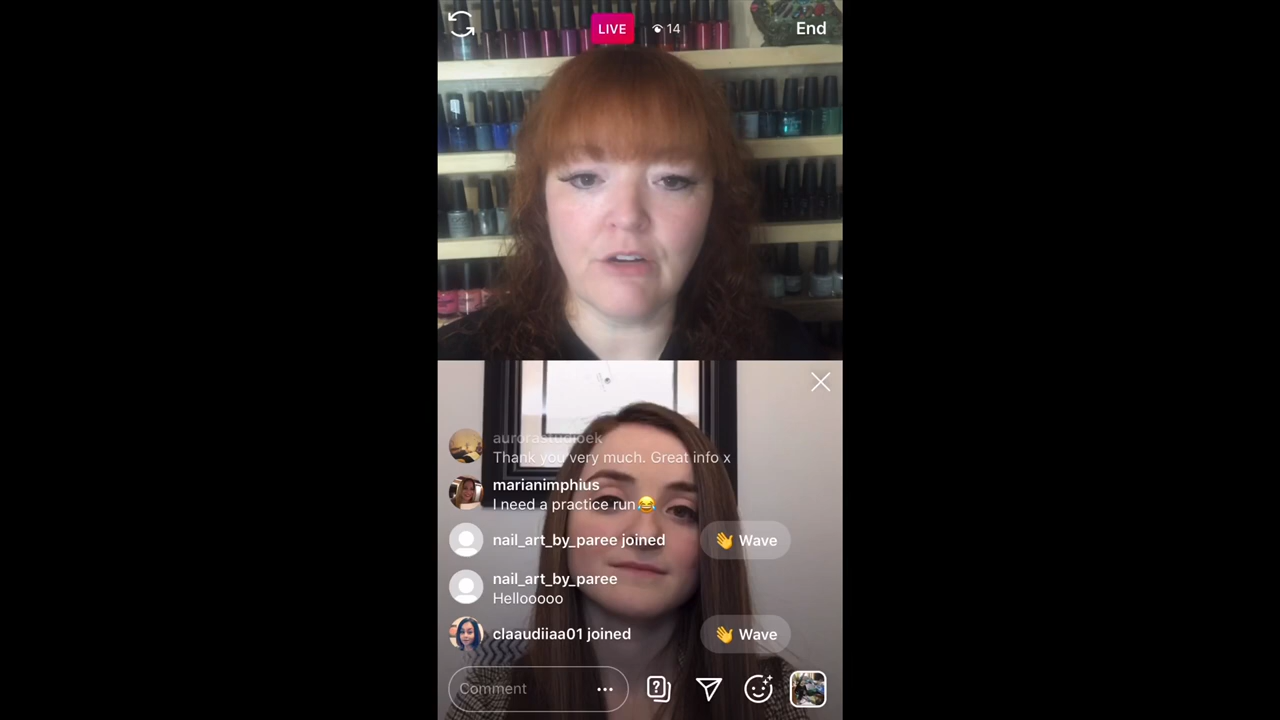 LIVE
14
End
aurorastudioek
Thank you very much. Great info x
marianimphius
I need a practice run😂
nail_art_by_paree joined
👋 Wave
nail_art_by_paree
Hellooooo
claaudiiaa01 joined
👋 Wave
Comment